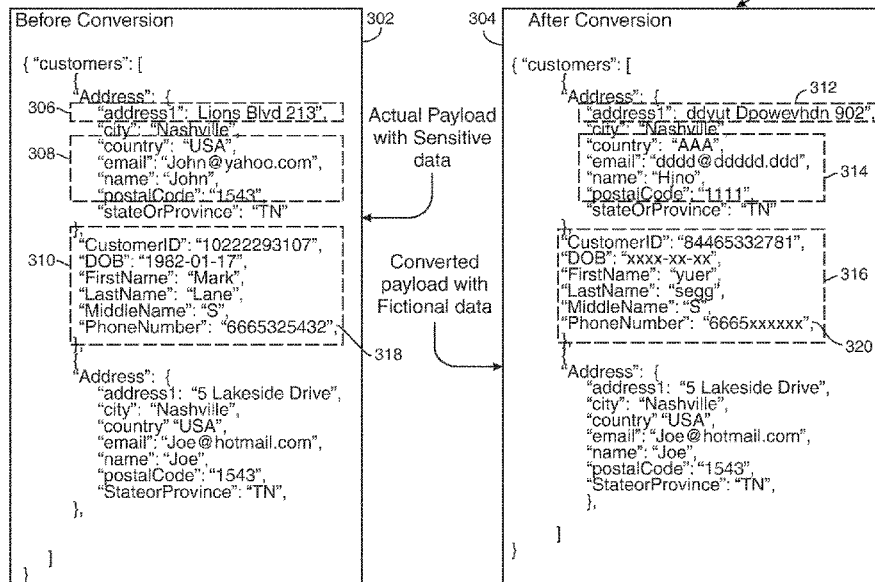 Before Conversion
302
{ "customers": [
{
"Address": {
306
"address1": Lions Blvd 213",
"city": "Nashville",
308
"country": "USA",
"email": "John@yahoo.com",
"name": "John",
"postalCode": "1543",
"stateOrProvince": "TN"
},
310
"CustomerID": "10222293107",
"DOB": "1982-01-17",
"FirstName": "Mark",
"LastName": "Lane",
"MiddleName": "S",
"PhoneNumber": "6665325432",
318
},
{
"Address": {
"address1: "5 Lakeside Drive",
"city": "Nashville",
"country" "USA",
"email": "Joe@hotmail.com",
"name": "Joe",
"postalCode": "1543",
"StateorProvince": "TN",
},
]
}
Actual Payload
with Sensitive
data
Converted
payload with
Fictional data
304
After Conversion
{ "customers": [
{
312
"Address": {
"address1": ddyut Dpowevhdn 902",
"city": "Nashville",
"country": "AAA",
"email": "dddd@ddddd.ddd",
314
"name": "Hjno",
"postalCode": "1111",
"stateOrProvince": "TN"
},
"CustomerID": "84465332781",
"DOB": "xxxx-xx-xx",
316
"FirstName": "yuer",
"LastName": "segg",
"MiddleName": "S",
"PhoneNumber": "6665xxxxxx",
320
},
{
"Address": {
"address1: "5 Lakeside Drive",
"city": "Nashville",
"country" "USA",
"email": "Joe@hotmail.com",
"name": "Joe",
"postalCode": "1543",
"StateorProvince": "TN",
},
]
}